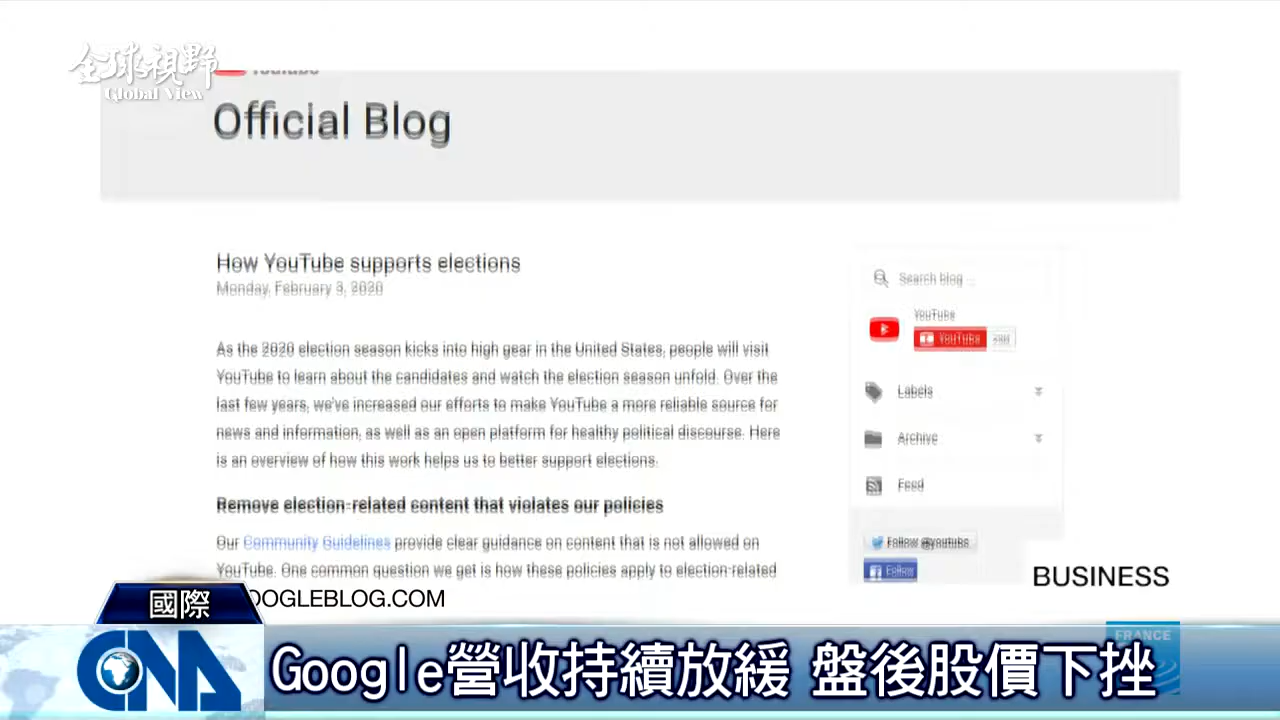 全球視野
Global View
YouTube
Official Blog
How YouTube supports elections
Monday, February 3, 2020
As the 2020 election season kicks into high gear in the United States, people will visit
YouTube to learn about the candidates and watch the election season unfold. Over the
last few years, we've increased our efforts to make YouTube a more reliable source for
news and information, as well as an open platform for healthy political discourse. Here
is an overview of how this work helps us to better support elections.
Remove election-related content that violates our policies
Our Community Guidelines provide clear guidance on content that is not allowed on
YouTube. One common question we get is how these policies apply to election-related
Search blog ...
YouTube
YouTube
Labels
Archive
Feed
Follow @youtube
Follow
BUSINESS
OOGLEBLOG.COM
國際
CNA
FRANCE
Google營收持續放緩 盤後股價下挫